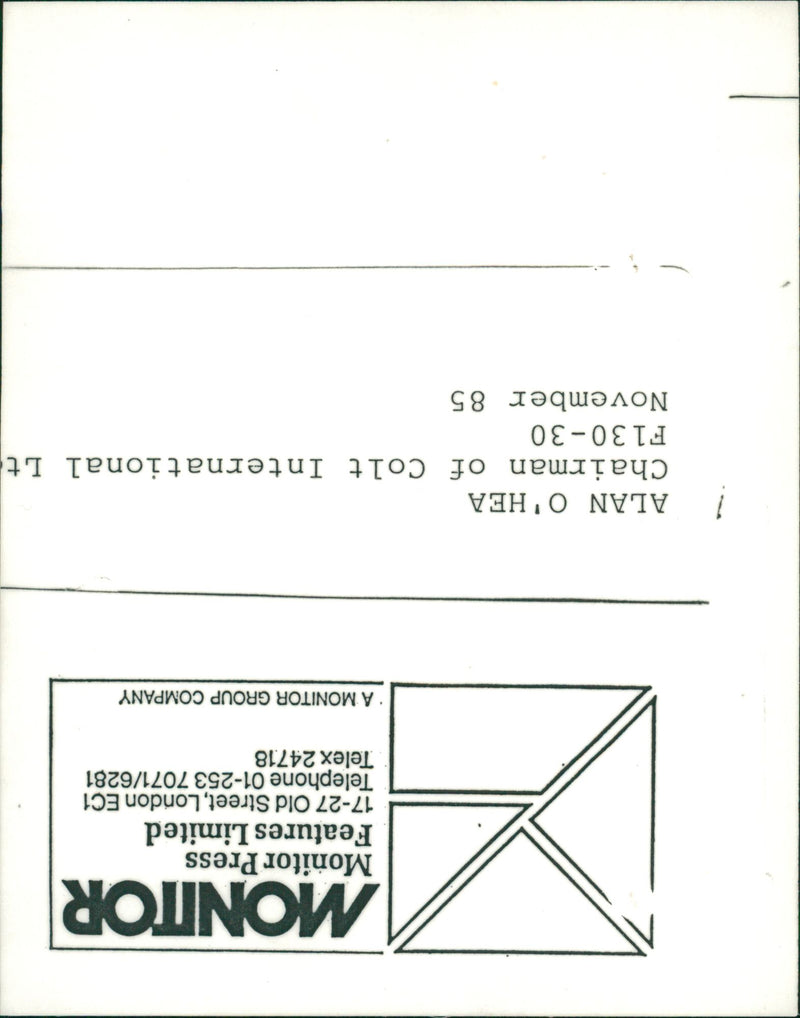 MONITOR
Monitor Press
Features Limited
17-27 Old Street, London EC1
Telephone 01-253 7071/6281
Telex 24718
A MONITOR GROUP COMPANY
ALAN O'HEA
Chairman of Colt International Lt
F130-30
November 85